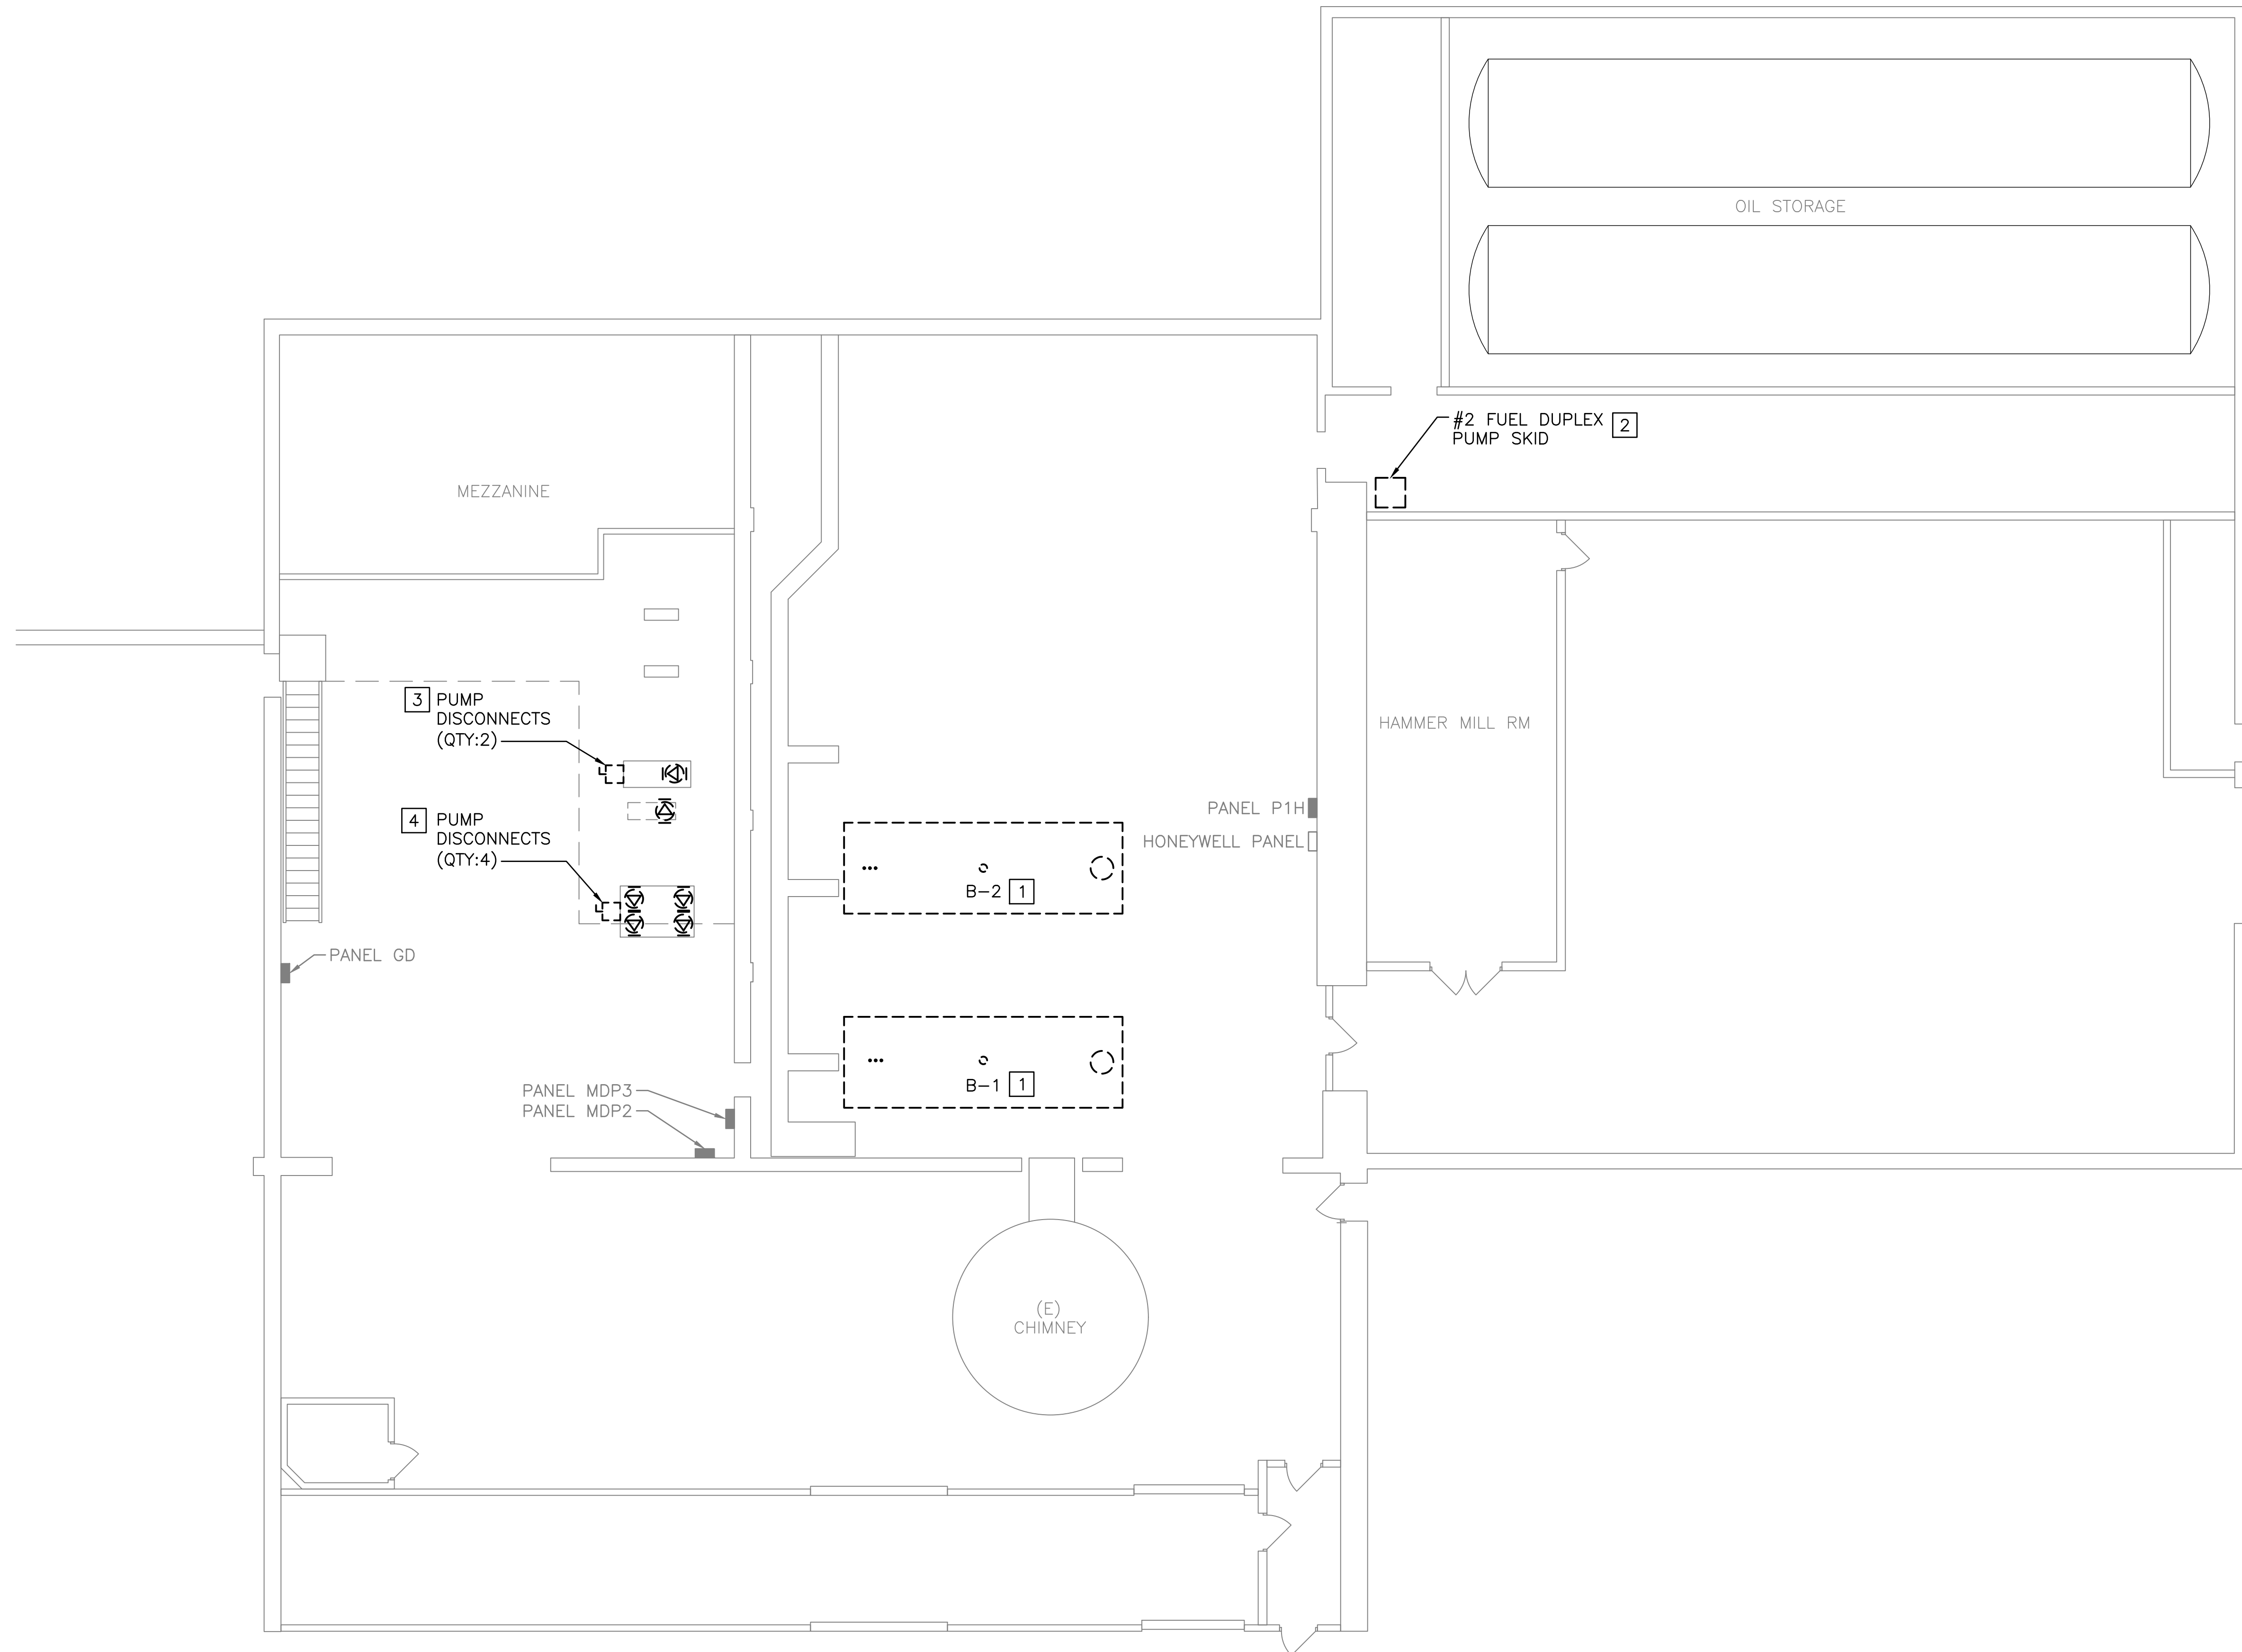 OIL STORAGE
#2 FUEL DUPLEX
PUMP SKID
2
MEZZANINE
3
PUMP
DISCONNECTS
(QTY:2)
HAMMER MILL RM
4
PUMP
DISCONNECTS
(QTY:4)
PANEL P1H
HONEYWELL PANEL
B-2
1
PANEL GD
B-1
1
PANEL MDP3
PANEL MDP2
(E)
CHIMNEY